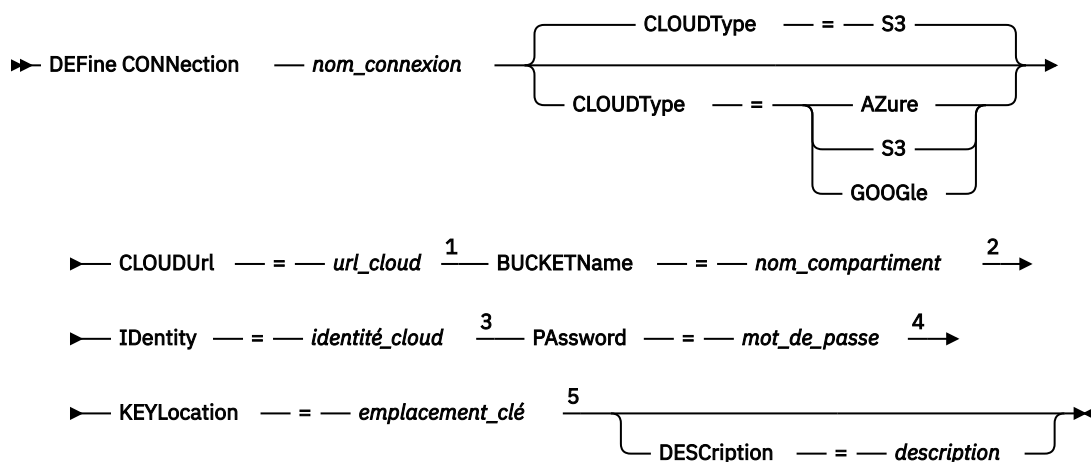 CLOUDType = S3
DEFine CONNection nom_connexion
CLOUDType = AZure
S3
GOOGle
CLOUDUrl = url_cloud 1 BUCKETName = nom_compartiment 2
IDentity = identité_cloud 3 PAssword = mot_de_passe 4
KEYLocation = emplacement_clé 5
DESCription = description